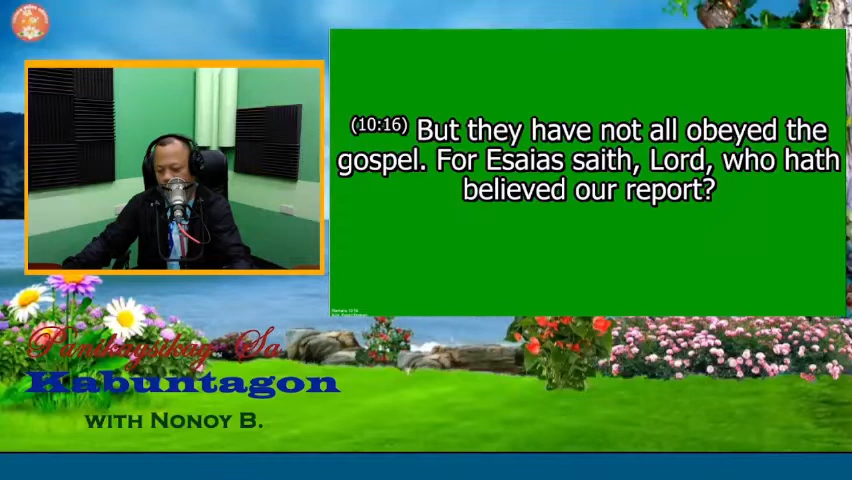 (10:16) But they have not all obeyed the
gospel. For Esaias saith, Lord, who hath
believed our report?
Panikaysikay Sa
Kabuntagon
WITH NONOY B.